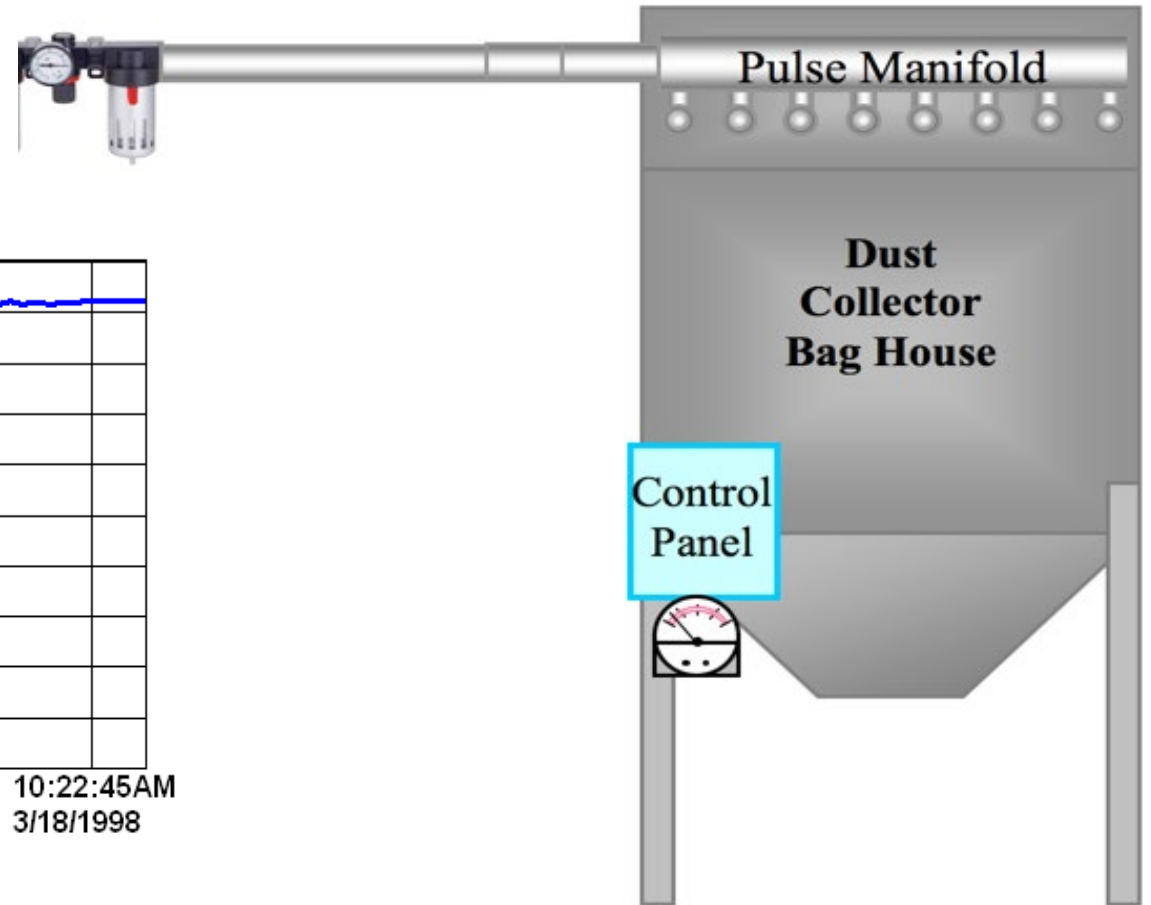 Pulse Manifold
Dust
Collector
Bag House
Control
Panel
10:22:45AM
3/18/1998